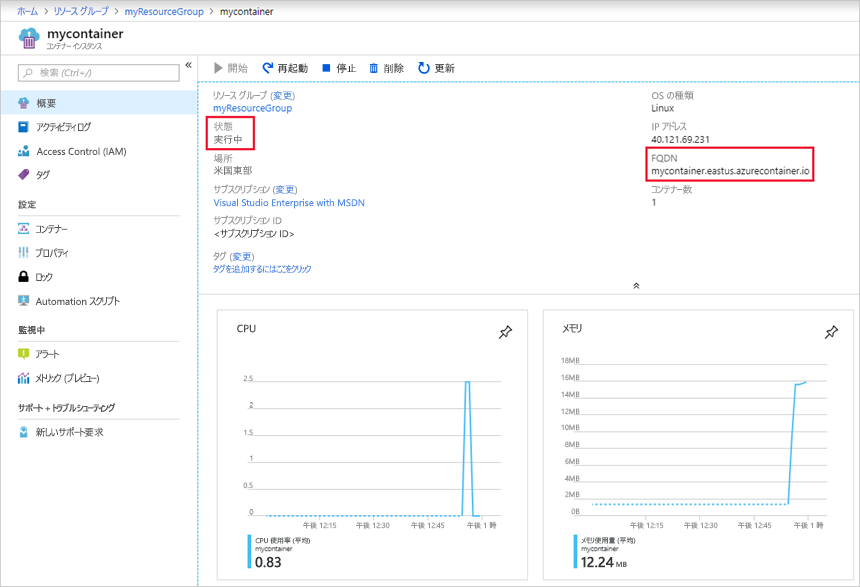 ホーム > リソース グループ > myResourceGroup > mycontainer
mycontainer
コンテナー インスタンス
検索 (Ctrl+/)
«
開始
再起動
停止
削除
更新
概要
アクティビティ ログ
Access Control (IAM)
タグ
設定
コンテナー
プロパティ
ロック
Automation スクリプト
監視中
アラート
メトリック (プレビュー)
サポート + トラブルシューティング
新しいサポート要求
リソース グループ (変更)
myResourceGroup
状態
実行中
場所
米国東部
サブスクリプション (変更)
Visual Studio Enterprise with MSDN
サブスクリプション ID
<サブスクリプション ID>
タグ (変更)
タグを追加するにはここをクリック
OS の種類
Linux
IP アドレス
40.121.69.231
FQDN
mycontainer.eastus.azurecontainer.io
コンテナー数
1
CPU
2.5
2
1.5
1
0.5
0
午後 12:15
午後 12:30
午後 12:45
午後 1 時
CPU 使用率 (平均)
mycontainer
0.83
メモリ
18MB
16MB
14MB
12MB
10MB
8MB
6MB
4MB
2MB
0B
午後 12:15
午後 12:30
午後 12:45
午後 1 時
メモリ使用量 (平均)
mycontainer
12.24 MB